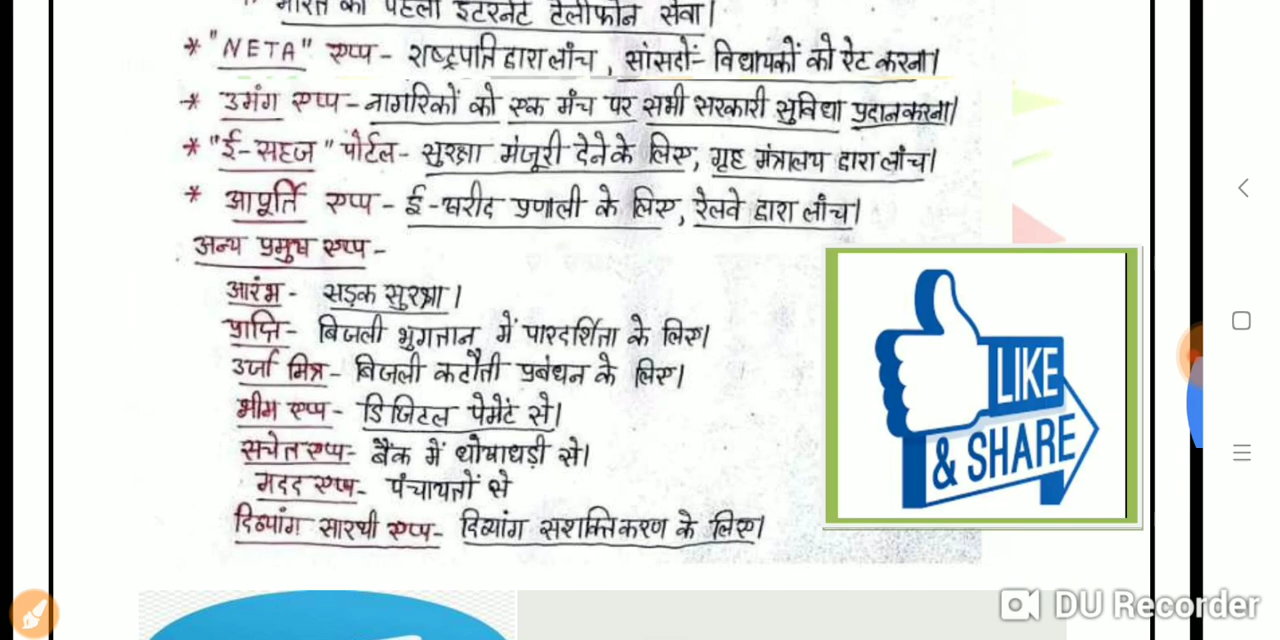 * भारत की पहली इंटरनेट टेलीफोन सेवा।
* "NETA" एप्प - राष्ट्रपति द्वारा लाँच, सांसदों - विधायकों को रेट करना।
* उमंग एप्प - नागरिकों को एक मंच पर सभी सरकारी सुविधा प्रदान करना।
* "ई-सहज" पोर्टल - सुरक्षा मंजूरी देने के लिए, गृह मंत्रालय द्वारा लाँच।
* आपूर्ति एप्प - ई-खरीद प्रणाली के लिए, रेलवे द्वारा लाँच।
अन्य प्रमुख एप्प -
आरंभ - सड़क सुरक्षा।
प्राप्ति - बिजली भुगतान में पारदर्शिता के लिए।
उर्जा मित्र - बिजली कटौती प्रबंधन के लिए।
भीम एप्प - डिजिटल पेमेंट से।
सचेत एप्प - बैंक में धोखाधड़ी से।
मदद एप्प - पंचायतों से
दिव्यांग सारथी एप्प - दिव्यांग सशक्तिकरण के लिए।
LIKE
& SHARE
DU Recorder